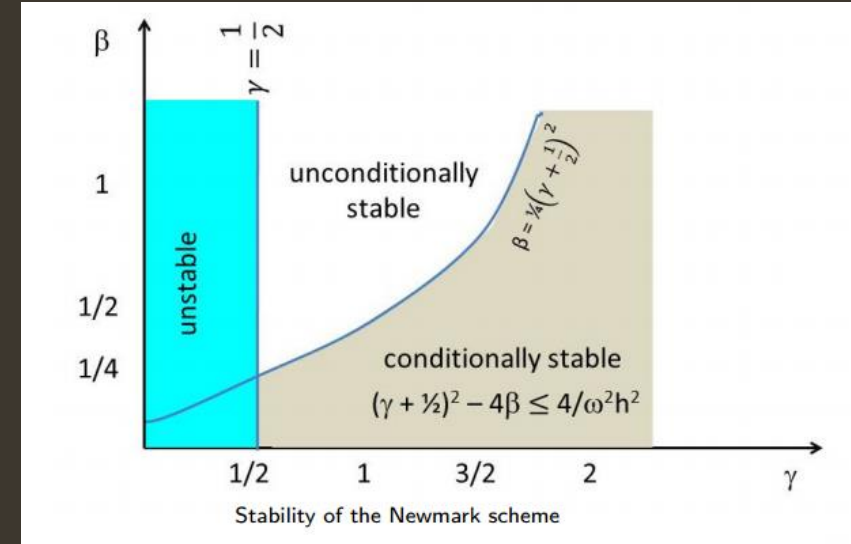 β
γ = 1/2
1
unconditionally
stable
β = ¼(γ + 1/2)²
unstable
1/2
1/4
conditionally stable
(γ + ½)² − 4β ≤ 4/ω²h²
1/2 1 3/2 2 γ
Stability of the Newmark scheme